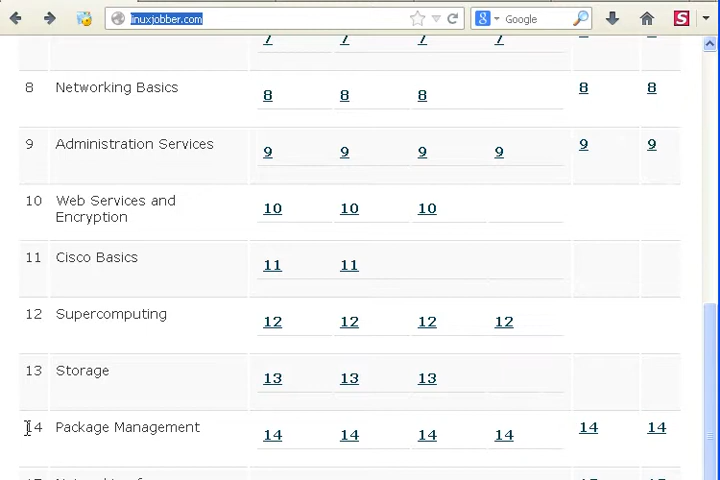 linuxjobber.com Google
7 7 7 7
8 Networking Basics 8 8 8 8 8
9 Administration Services 9 9 9 9 9 9
10 Web Services and
Encryption 10 10 10
11 Cisco Basics 11 11
12 Supercomputing 12 12 12 12
13 Storage 13 13 13
14 Package Management 14 14 14 14 14 14